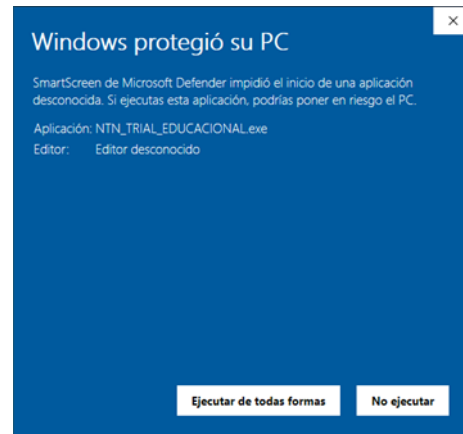 Windows protegió su PC
SmartScreen de Microsoft Defender impidió el inicio de una aplicación
desconocida. Si ejecutas esta aplicación, podrías poner en riesgo el PC.
Aplicación: NTN_TRIAL_EDUCACIONAL.exe
Editor: Editor desconocido
Ejecutar de todas formas
No ejecutar